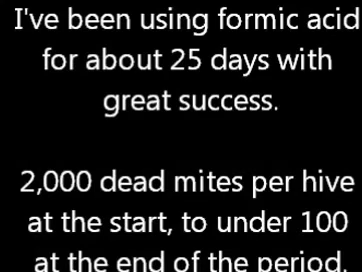 I've been using formic acid
for about 25 days with
great success.
2,000 dead mites per hive
at the start, to under 100
at the end of the period.